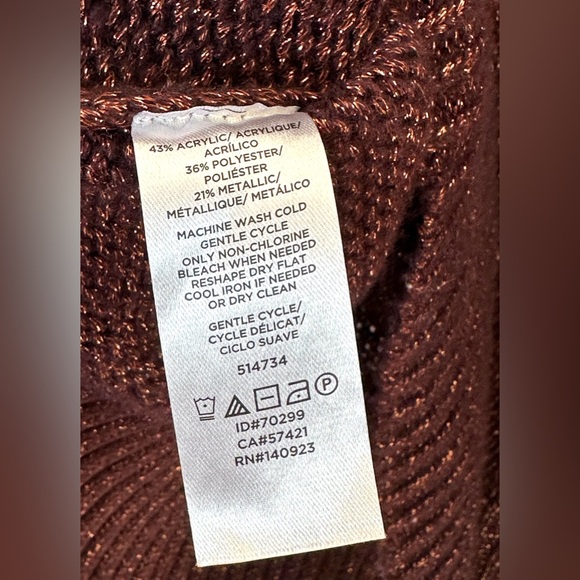 43% ACRYLIC/ ACRYLIQUE/
ACRÍLICO
36% POLYESTER/
POLIÉSTER
21% METALLIC/
MÉTALLIQUE/ METÁLICO
MACHINE WASH COLD
GENTLE CYCLE
ONLY NON-CHLORINE
BLEACH WHEN NEEDED
RESHAPE DRY FLAT
COOL IRON IF NEEDED
OR DRY CLEAN
GENTLE CYCLE/
CYCLE DÉLICAT/
CICLO SUAVE
514734
P
ID#70299
CA#57421
RN#140923